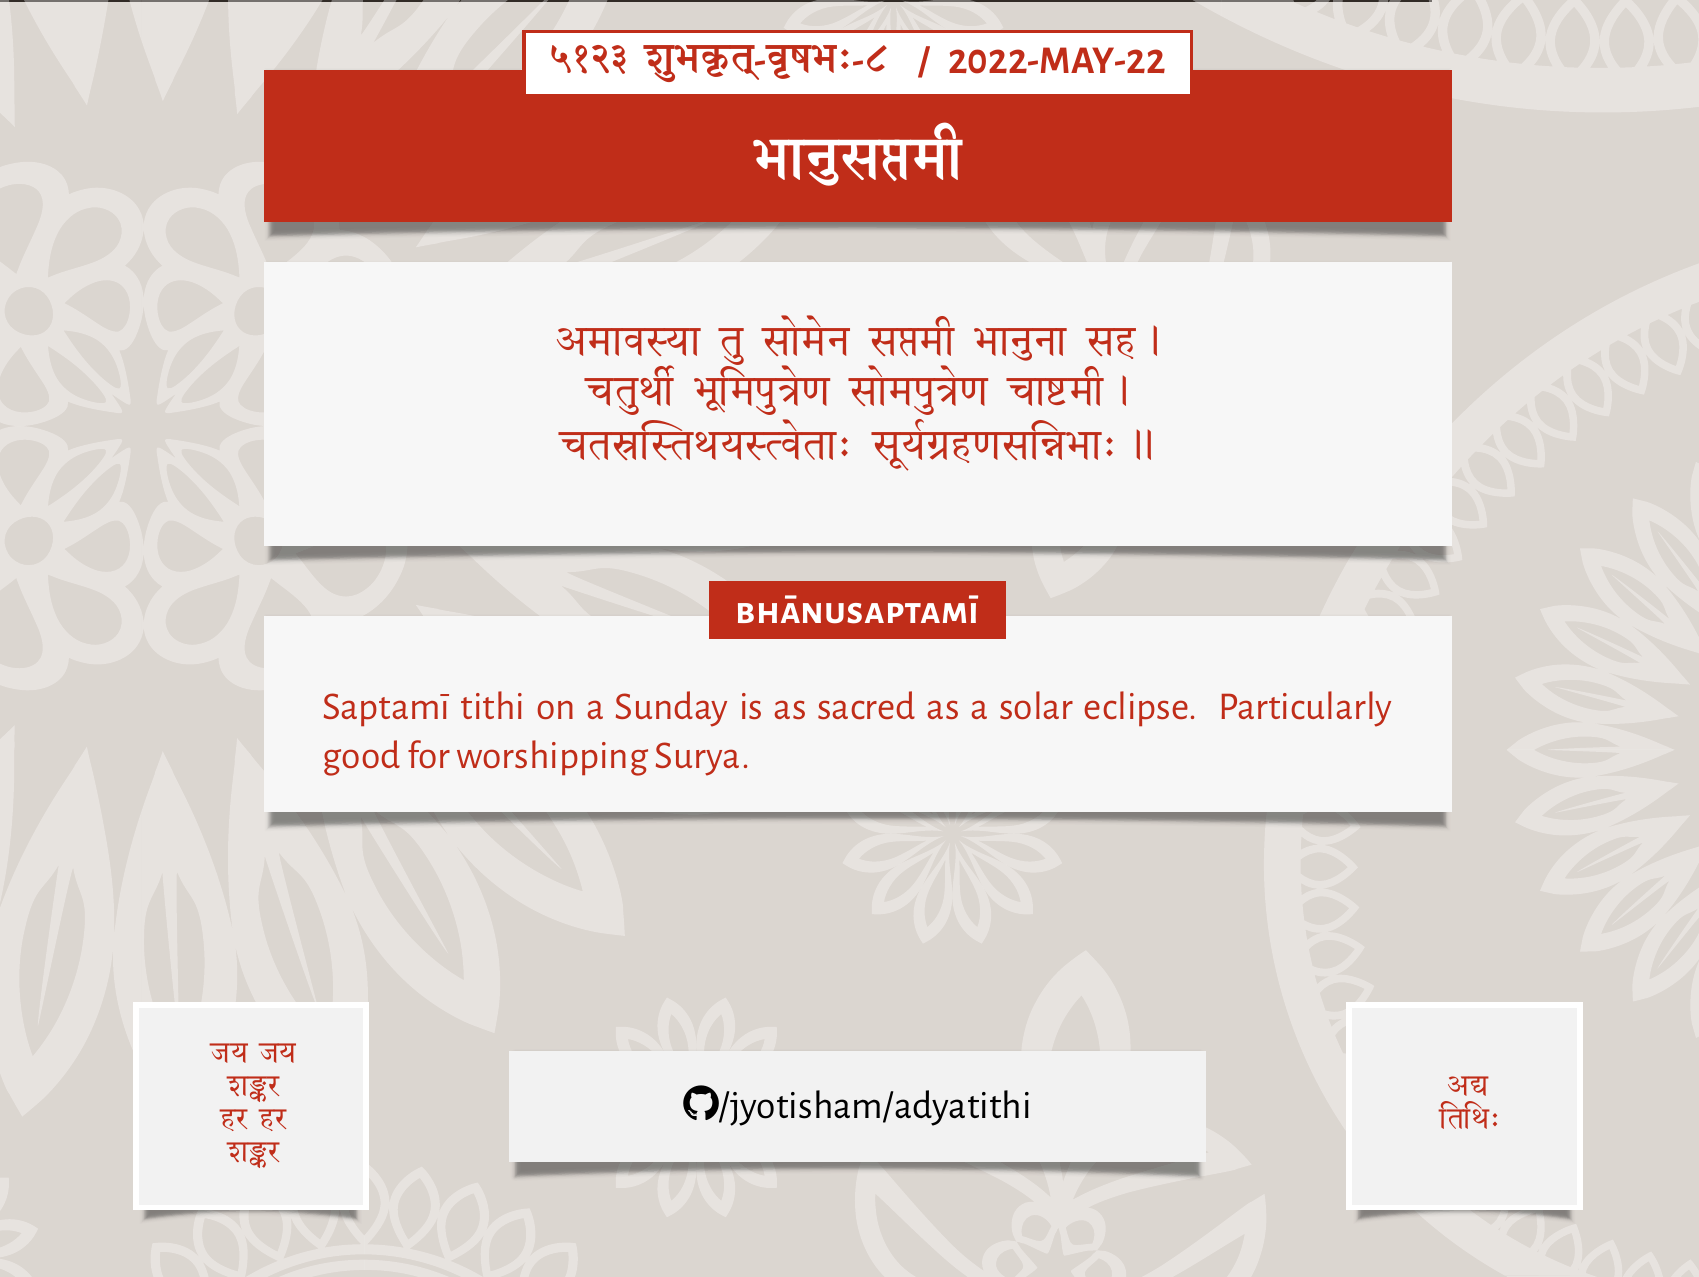 ५१२३ शुभकृत्-वृषभः-८ / 2022-MAY-22
भानुसप्तमी
अमावस्या तु सोमेन सप्तमी भानुना सह।
चतुर्थी भूमिपुत्रेण सोमपुत्रेण चाष्टमी।
चतस्रस्तिथयस्त्वेताः सूर्यग्रहणसन्निभाः॥
BHĀNUSAPTAMĪ
Saptamī tithi on a Sunday is as sacred as a solar eclipse. Particularly
good for worshipping Surya.
जय जय
शङ्कर
हर हर
शङ्कर
/jyotisham/adyatithi
अद्य
तिथिः